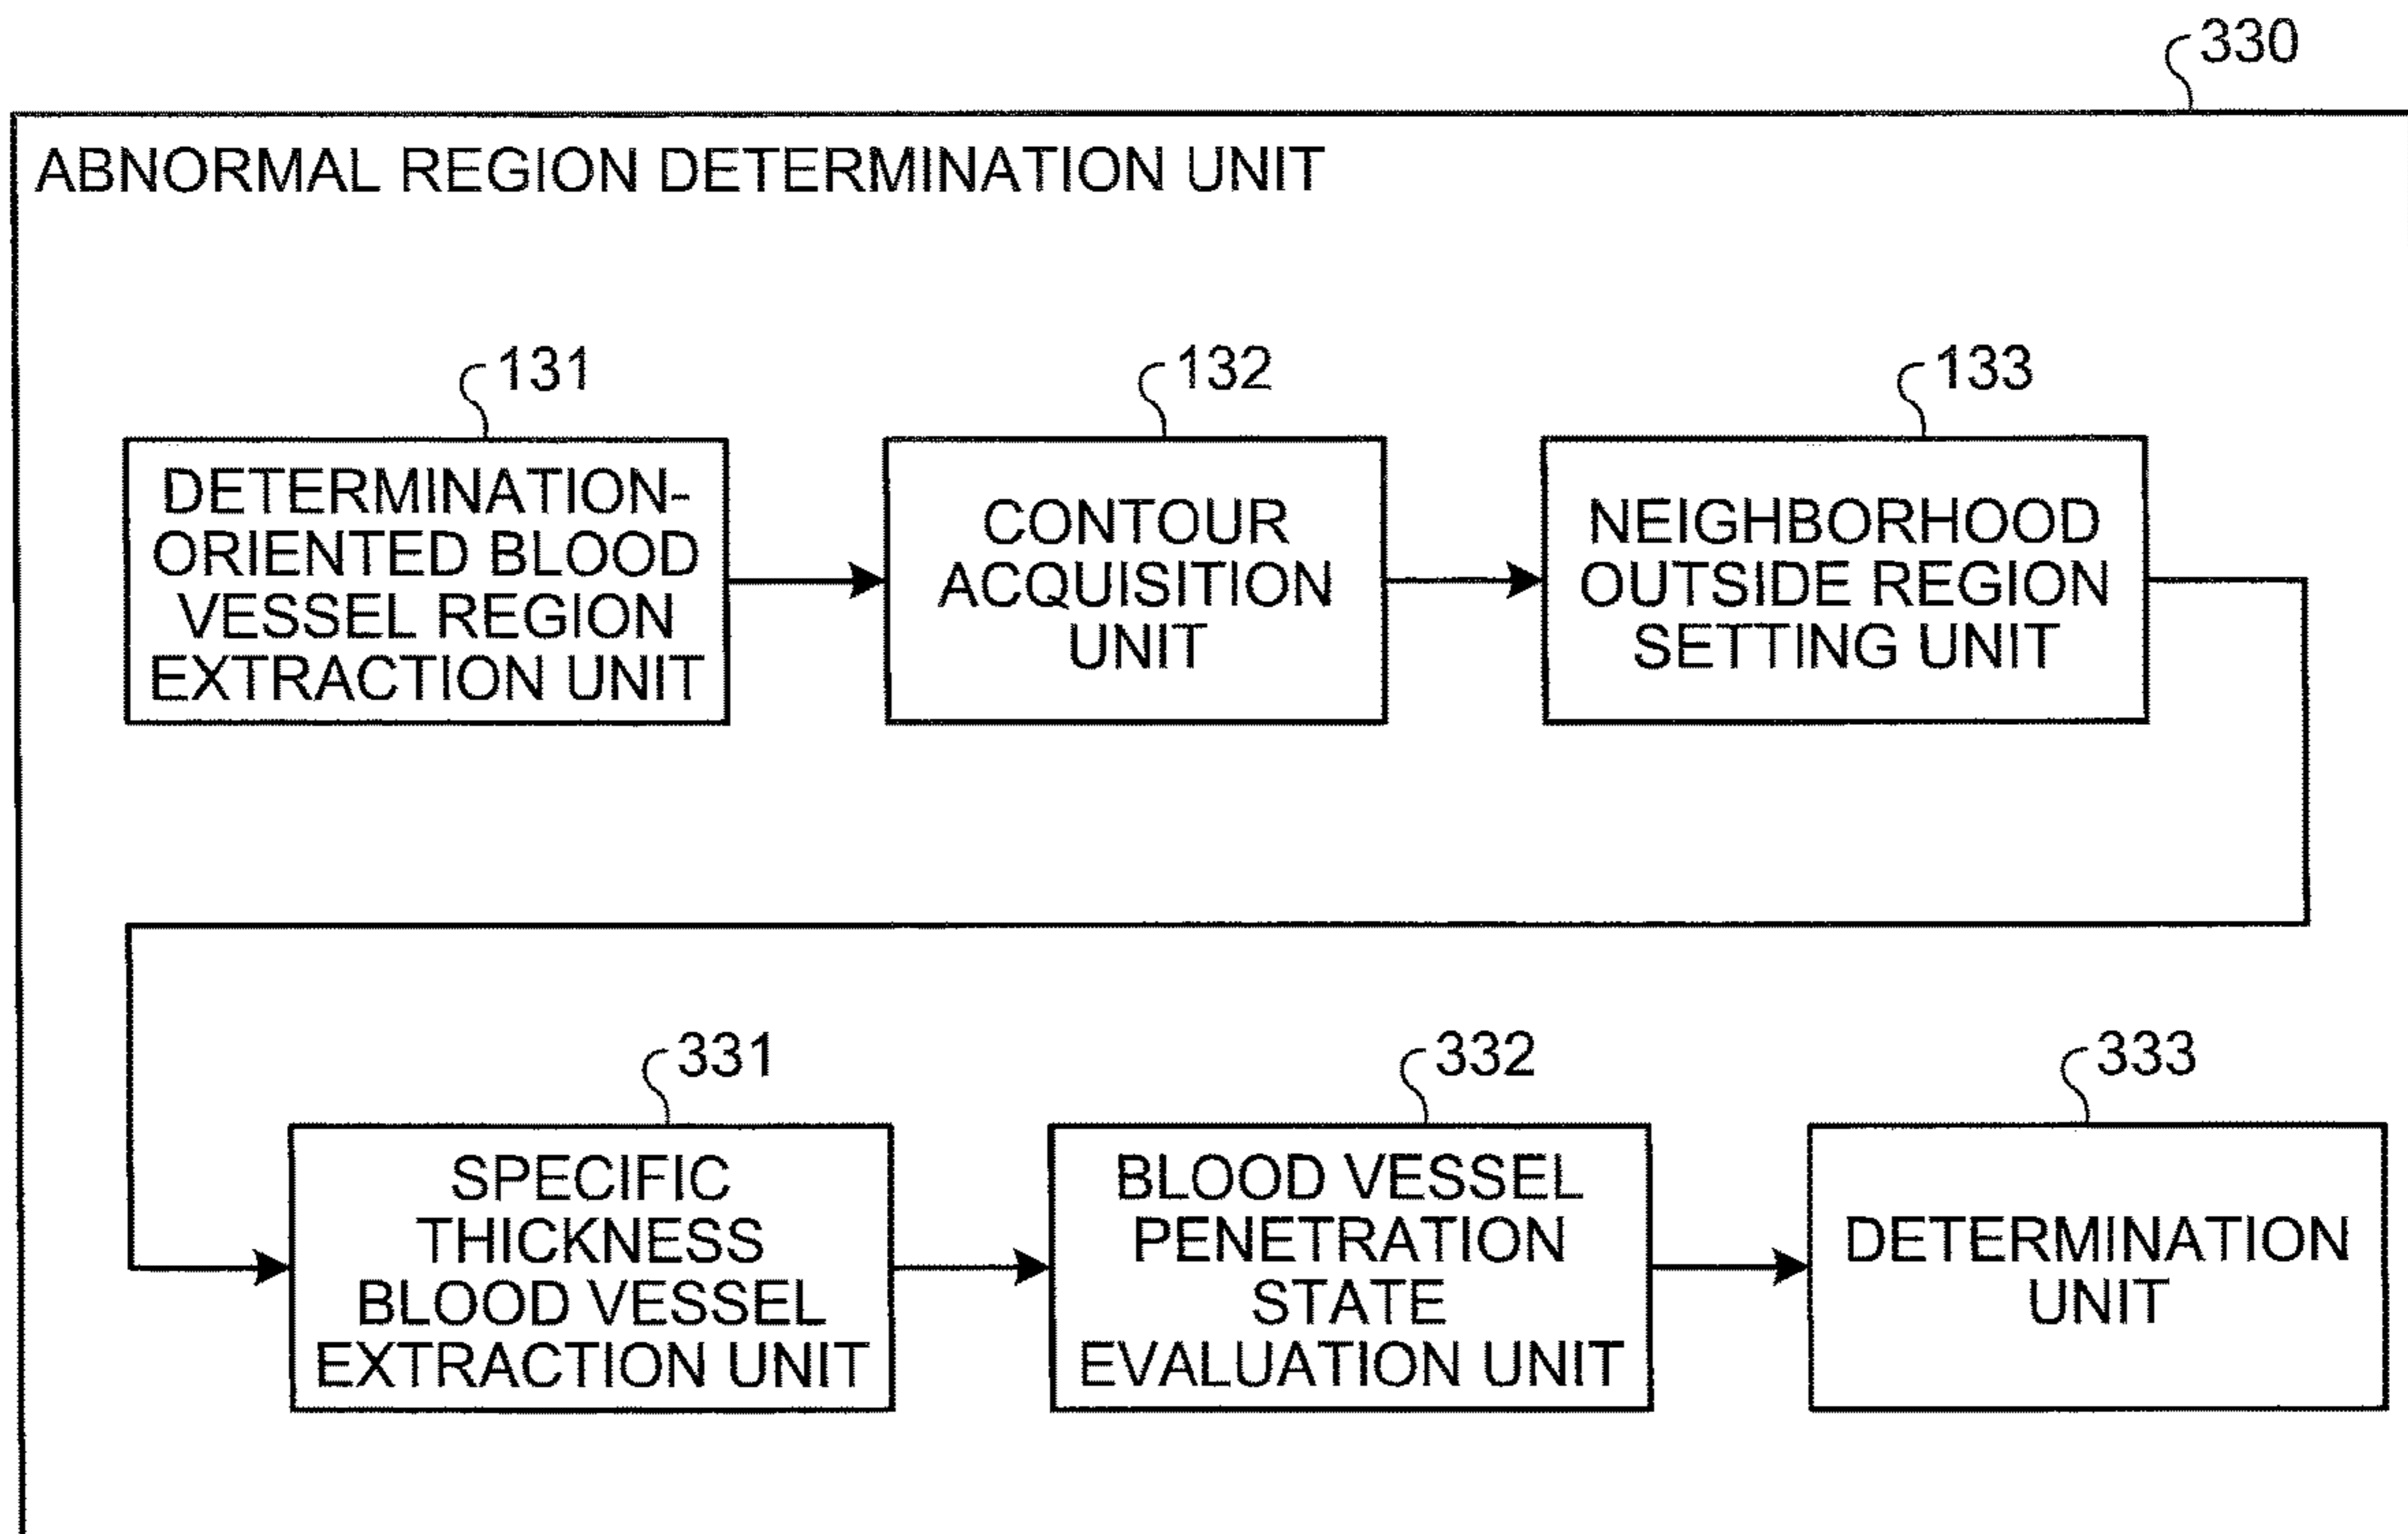 330
ABNORMAL REGION DETERMINATION UNIT
131
DETERMINATION-
ORIENTED BLOOD
VESSEL REGION
EXTRACTION UNIT
132
CONTOUR
ACQUISITION
UNIT
133
NEIGHBORHOOD
OUTSIDE REGION
SETTING UNIT
331
SPECIFIC
THICKNESS
BLOOD VESSEL
EXTRACTION UNIT
332
BLOOD VESSEL
PENETRATION
STATE
EVALUATION UNIT
333
DETERMINATION
UNIT